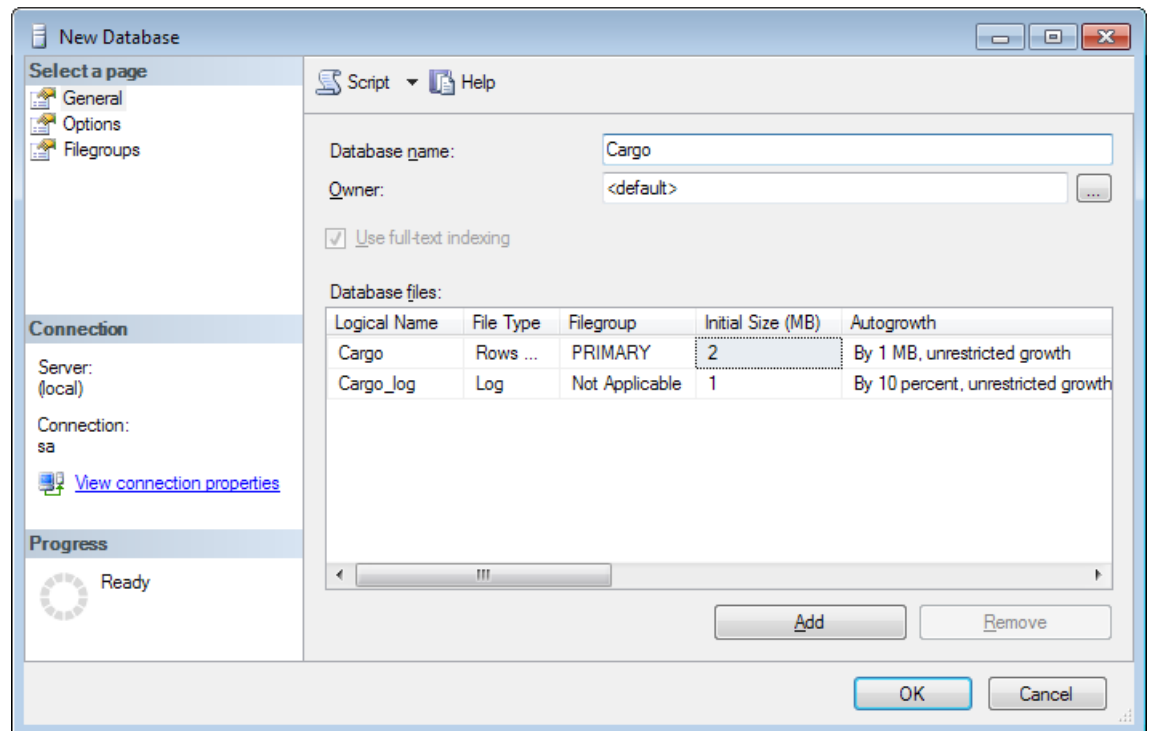 New Database
Select a page
General
Options
Filegroups
Script Help
Database name: Cargo
Owner: <default> ...
Use full-text indexing
Database files:
Logical Name File Type Filegroup Initial Size (MB) Autogrowth
Cargo Rows ... PRIMARY 2 By 1 MB, unrestricted growth
Cargo_log Log Not Applicable 1 By 10 percent, unrestricted growth
Add Remove
Connection
Server:
(local)
Connection:
sa
View connection properties
Progress
Ready
OK Cancel